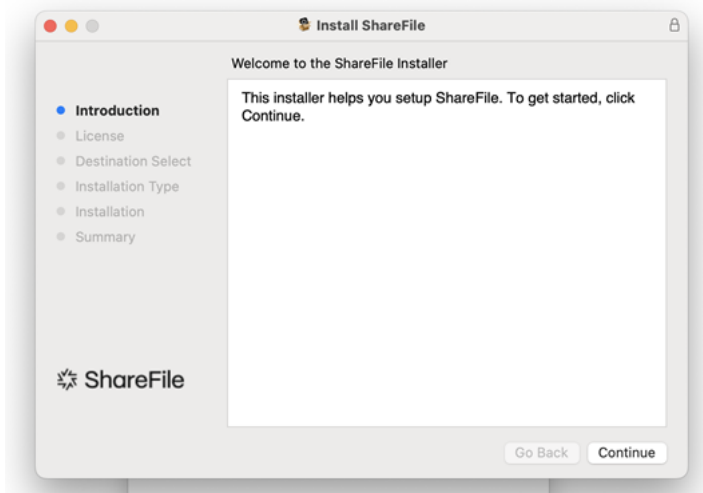 Install ShareFile
Welcome to the ShareFile Installer
Introduction
License
Destination Select
Installation Type
Installation
Summary
This installer helps you setup ShareFile. To get started, click
Continue.
ShareFile
Go Back
Continue